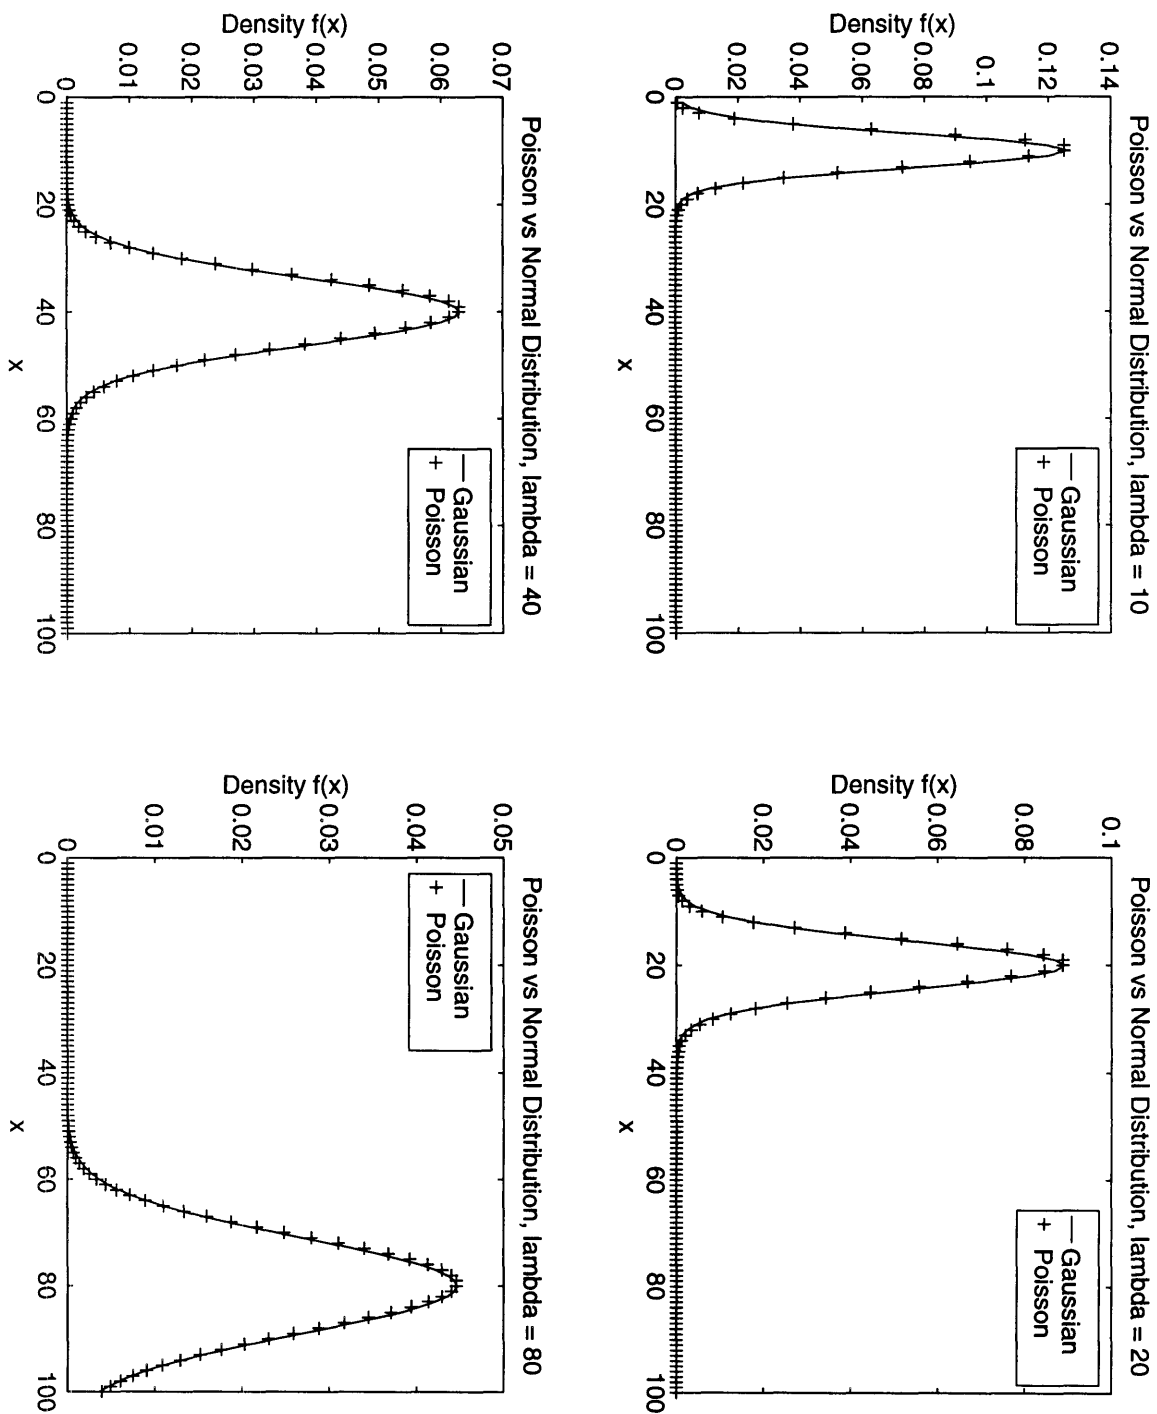 Poisson vs Normal Distribution, lambda = 10
Density f(x)
0.14
0.12
0.1
0.08
0.06
0.04
0.02
0
0 20 40 60 80 100
x
Gaussian
Poisson
Poisson vs Normal Distribution, lambda = 20
Density f(x)
0.1
0.08
0.06
0.04
0.02
0
0 20 40 60 80 100
x
Gaussian
Poisson
Poisson vs Normal Distribution, lambda = 40
Density f(x)
0.07
0.06
0.05
0.04
0.03
0.02
0.01
0
0 20 40 60 80 100
x
Gaussian
Poisson
Poisson vs Normal Distribution, lambda = 80
Density f(x)
0.05
0.04
0.03
0.02
0.01
0
0 20 40 60 80 100
x
Gaussian
Poisson